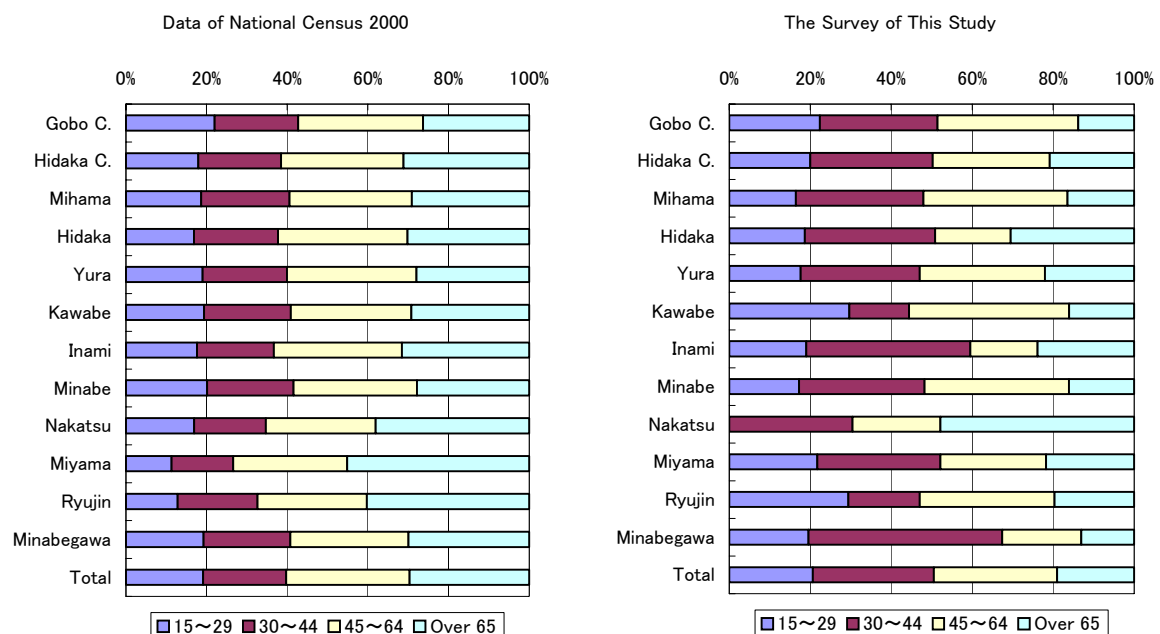 Data of National Census 2000
0% 20% 40% 60% 80% 100%
Gobo C.
Hidaka C.
Mihama
Hidaka
Yura
Kawabe
Inami
Minabe
Nakatsu
Miyama
Ryujin
Minabegawa
Total
15～29 30～44 45～64 Over 65
The Survey of This Study
0% 20% 40% 60% 80% 100%
Gobo C.
Hidaka C.
Mihama
Hidaka
Yura
Kawabe
Inami
Minabe
Nakatsu
Miyama
Ryujin
Minabegawa
Total
15～29 30～44 45～64 Over 65